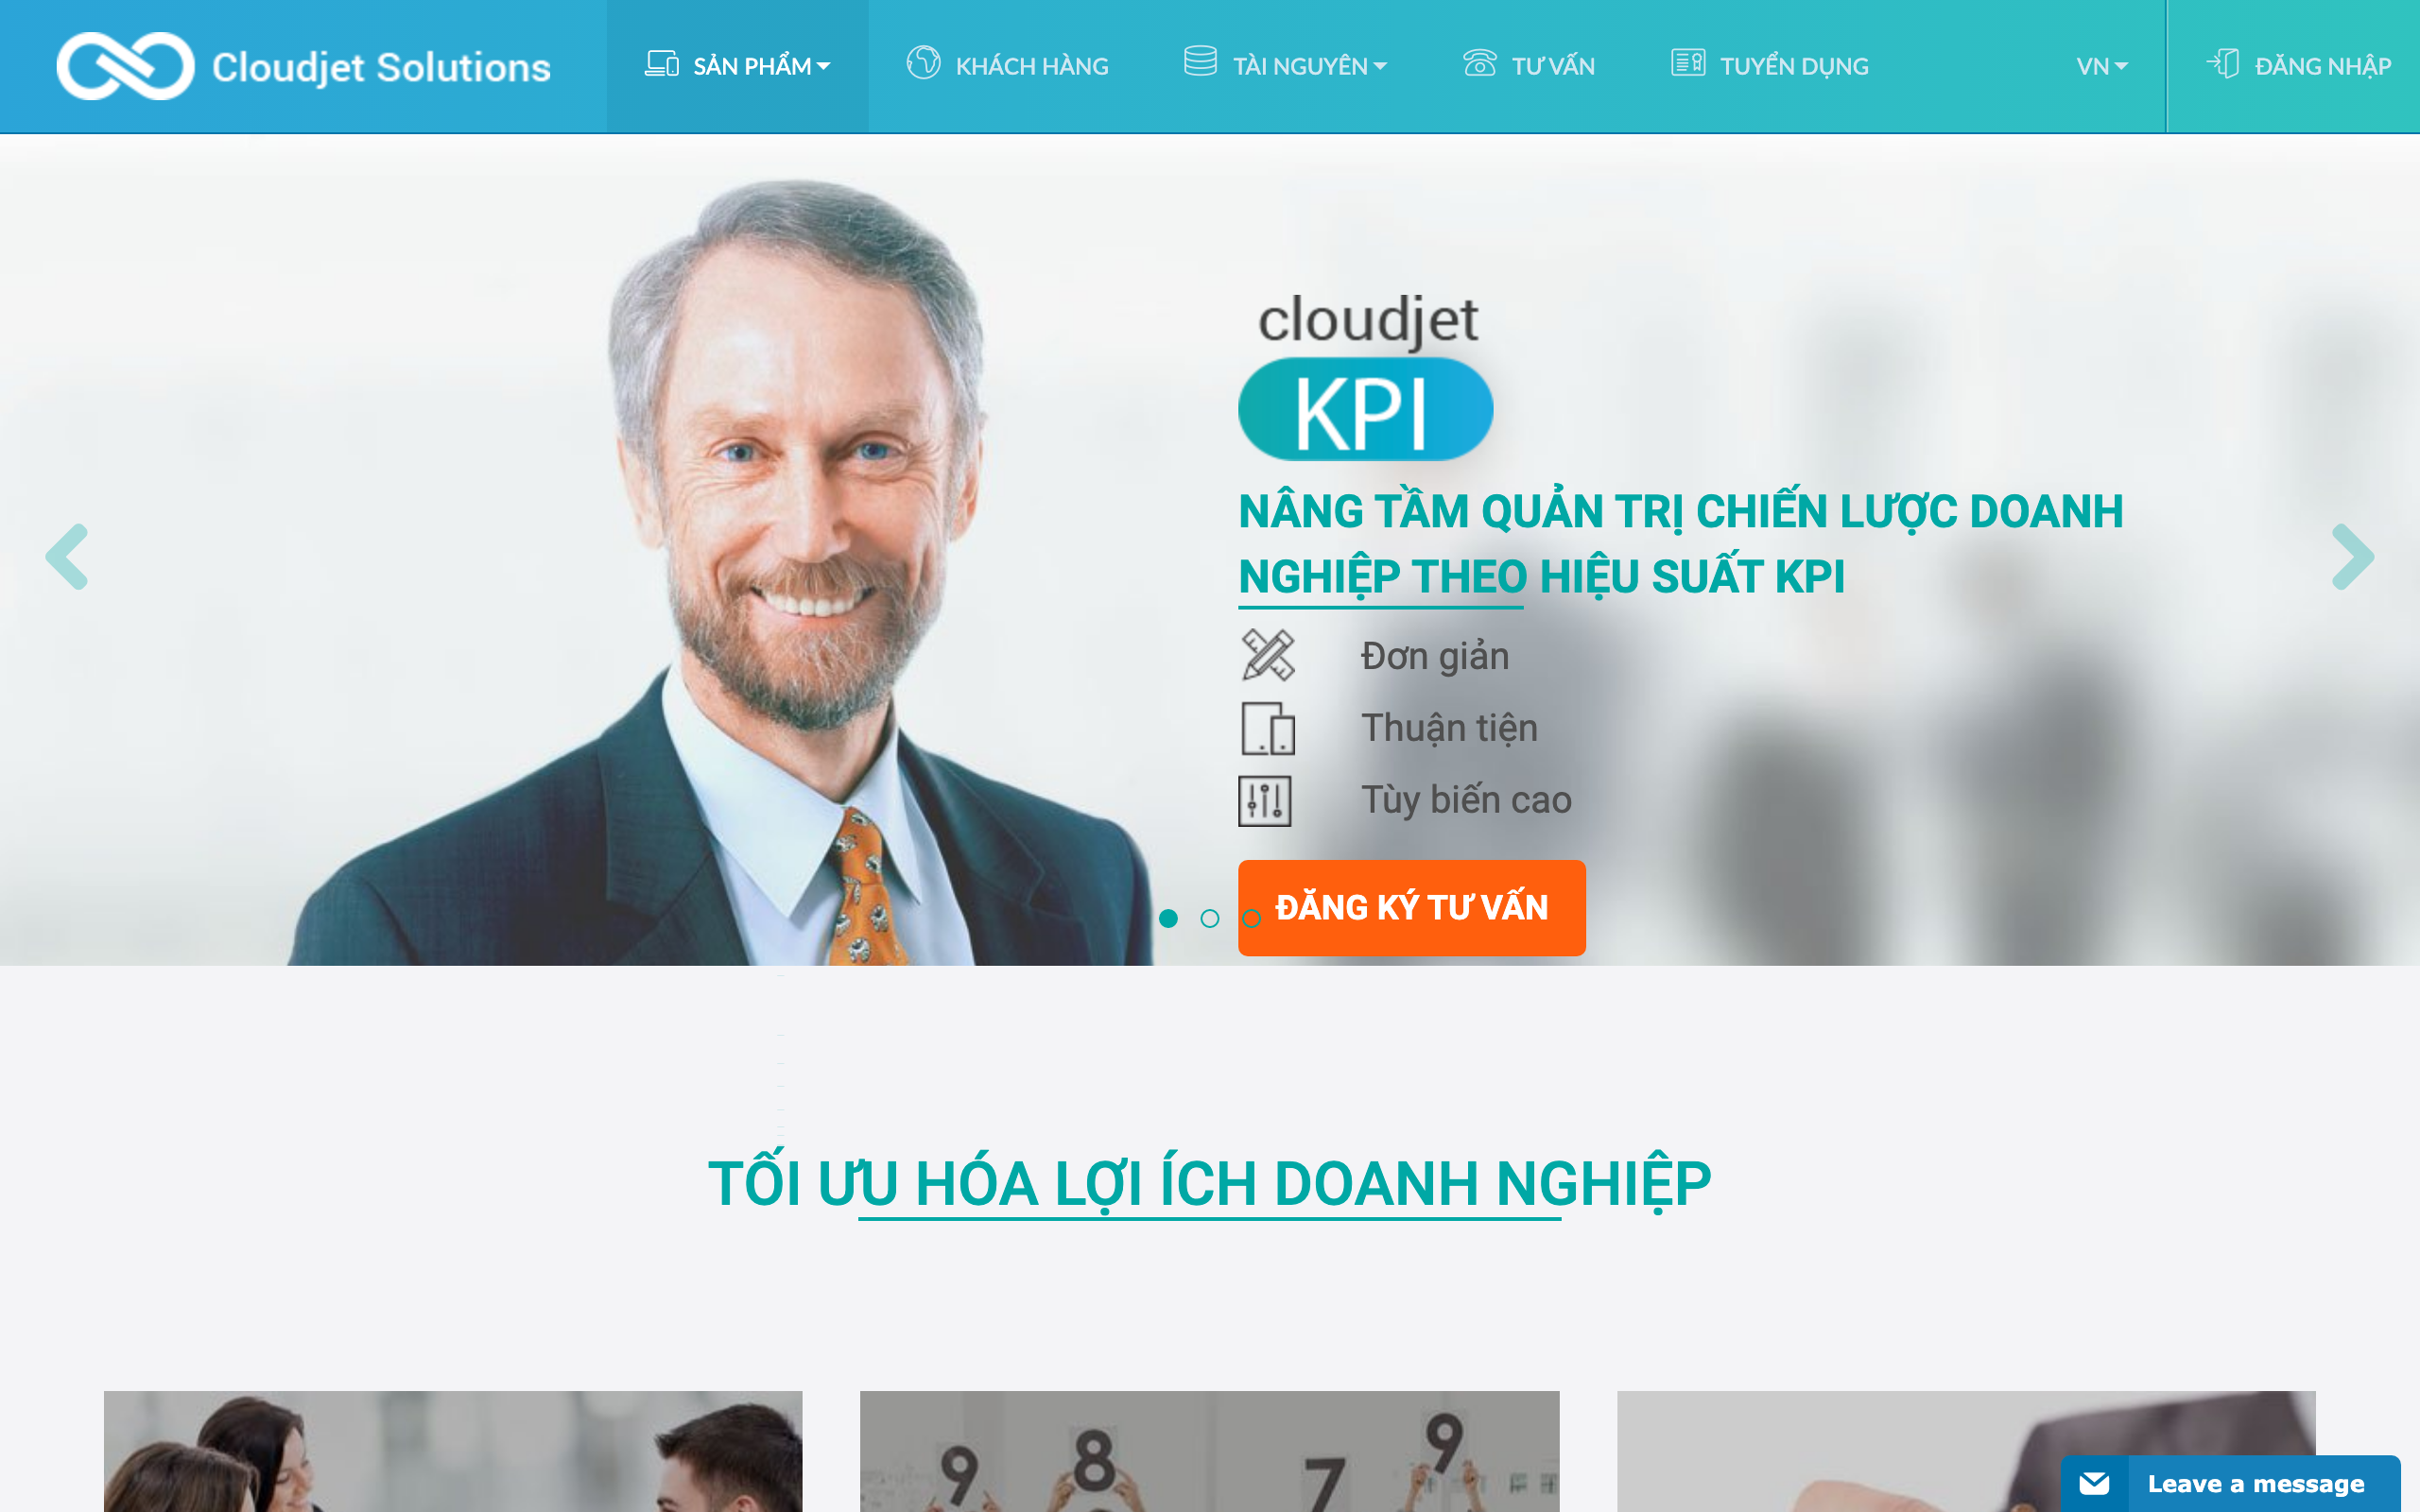 Cloudjet Solutions
SẢN PHẨM
KHÁCH HÀNG
TÀI NGUYÊN
TƯ VẤN
TUYỂN DỤNG
VN
ĐĂNG NHẬP
cloudjet
KPI
NÂNG TẦM QUẢN TRỊ CHIẾN LƯỢC DOANH
NGHIỆP THEO HIỆU SUẤT KPI
Đơn giản
Thuận tiện
Tùy biến cao
ĐĂNG KÝ TƯ VẤN
TỐI ƯU HÓA LỢI ÍCH DOANH NGHIỆP
9 8 7 9
Leave a message